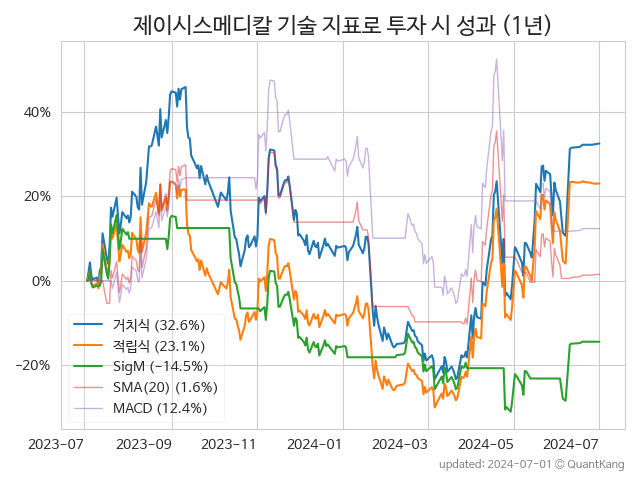 제이시스메디칼 기술 지표로 투자 시 성과 (1년)
40%
20%
0%
−20%
거치식 (32.6%)
적립식 (23.1%)
SigM (−14.5%)
SMA(20) (1.6%)
MACD (12.4%)
2023-07 2023-09 2023-11 2024-01 2024-03 2024-05 2024-07
updated: 2024-07-01 © QuantKang